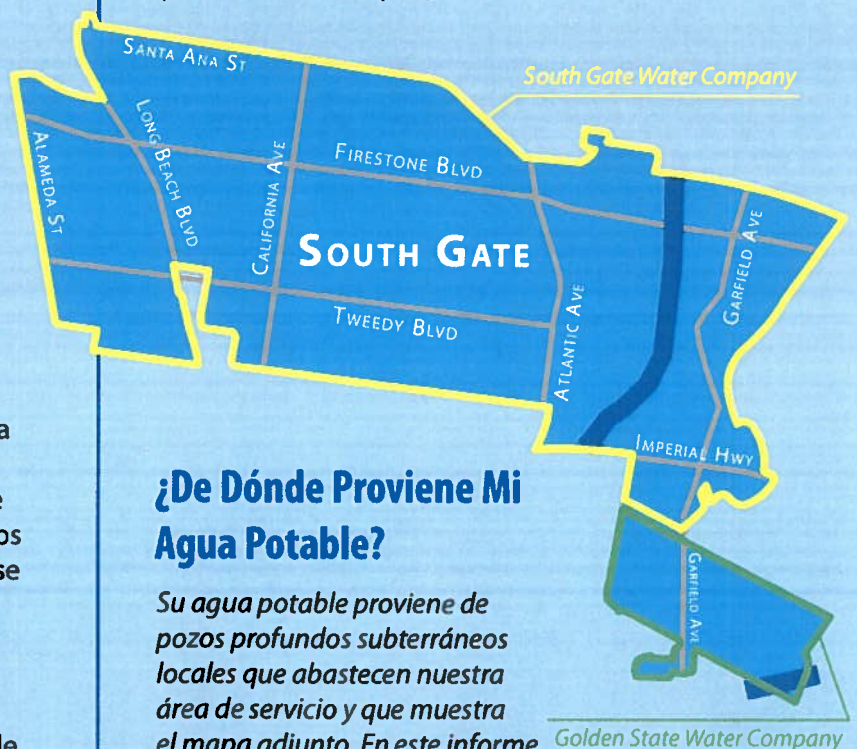 SANTA ANA ST
South Gate Water Company
ALAMEDA ST
LONG BEACH BLVD
CALIFORNIA AVE
FIRESTONE BLVD
GARFIELD AVE
SOUTH GATE
TWEEDY BLVD
ATLANTIC AVE
IMPERIAL HWY
¿De Dónde Proviene Mi
Agua Potable?
GARFIELD AVE
Su agua potable proviene de
pozos profundos subterráneos
locales que abastecen nuestra
área de servicio y que muestra
el mapa adjunto. En este informe
Golden State Water Company